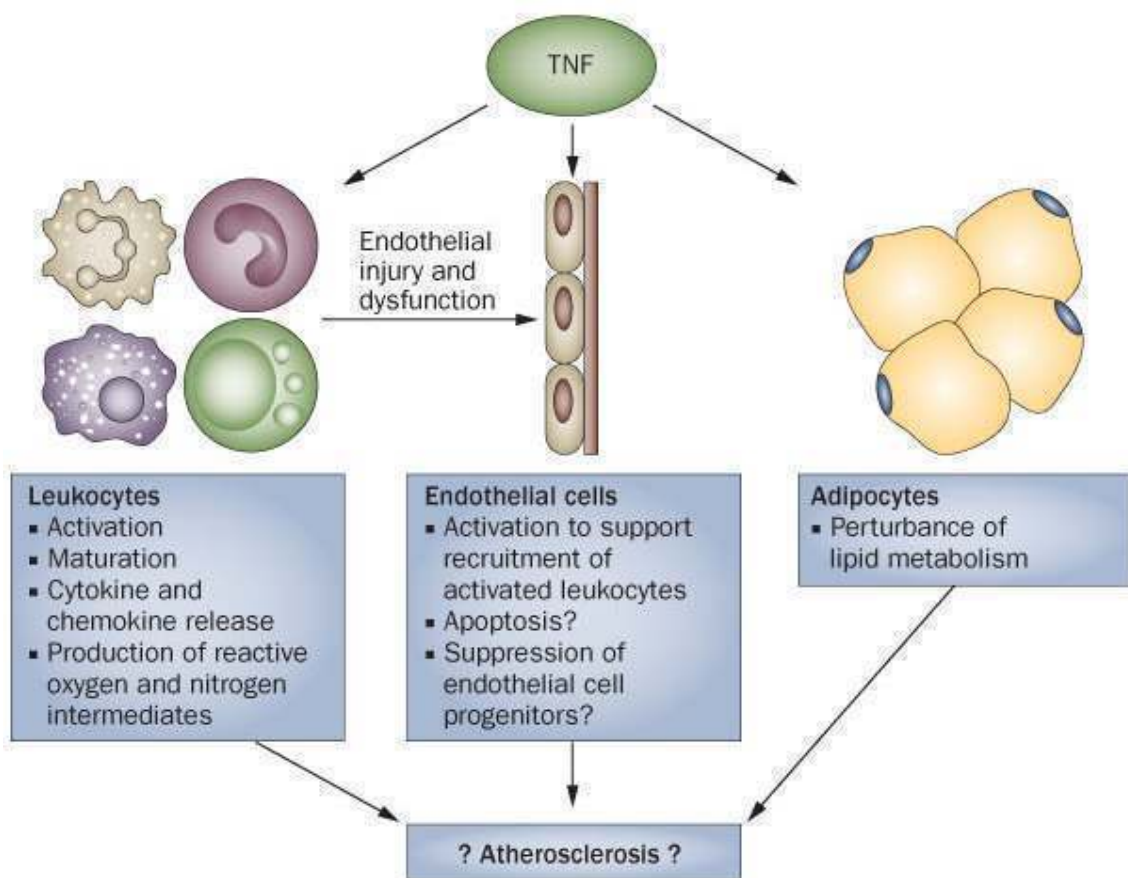 TNF
Endothelial
injury and
dysfunction
Leukocytes
▪ Activation
▪ Maturation
▪ Cytokine and
chemokine release
▪ Production of reactive
oxygen and nitrogen
intermediates
Endothelial cells
▪ Activation to support
recruitment of
activated leukocytes
▪ Apoptosis?
▪ Suppression of
endothelial cell
progenitors?
Adipocytes
▪ Perturbance of
lipid metabolism
? Atherosclerosis ?